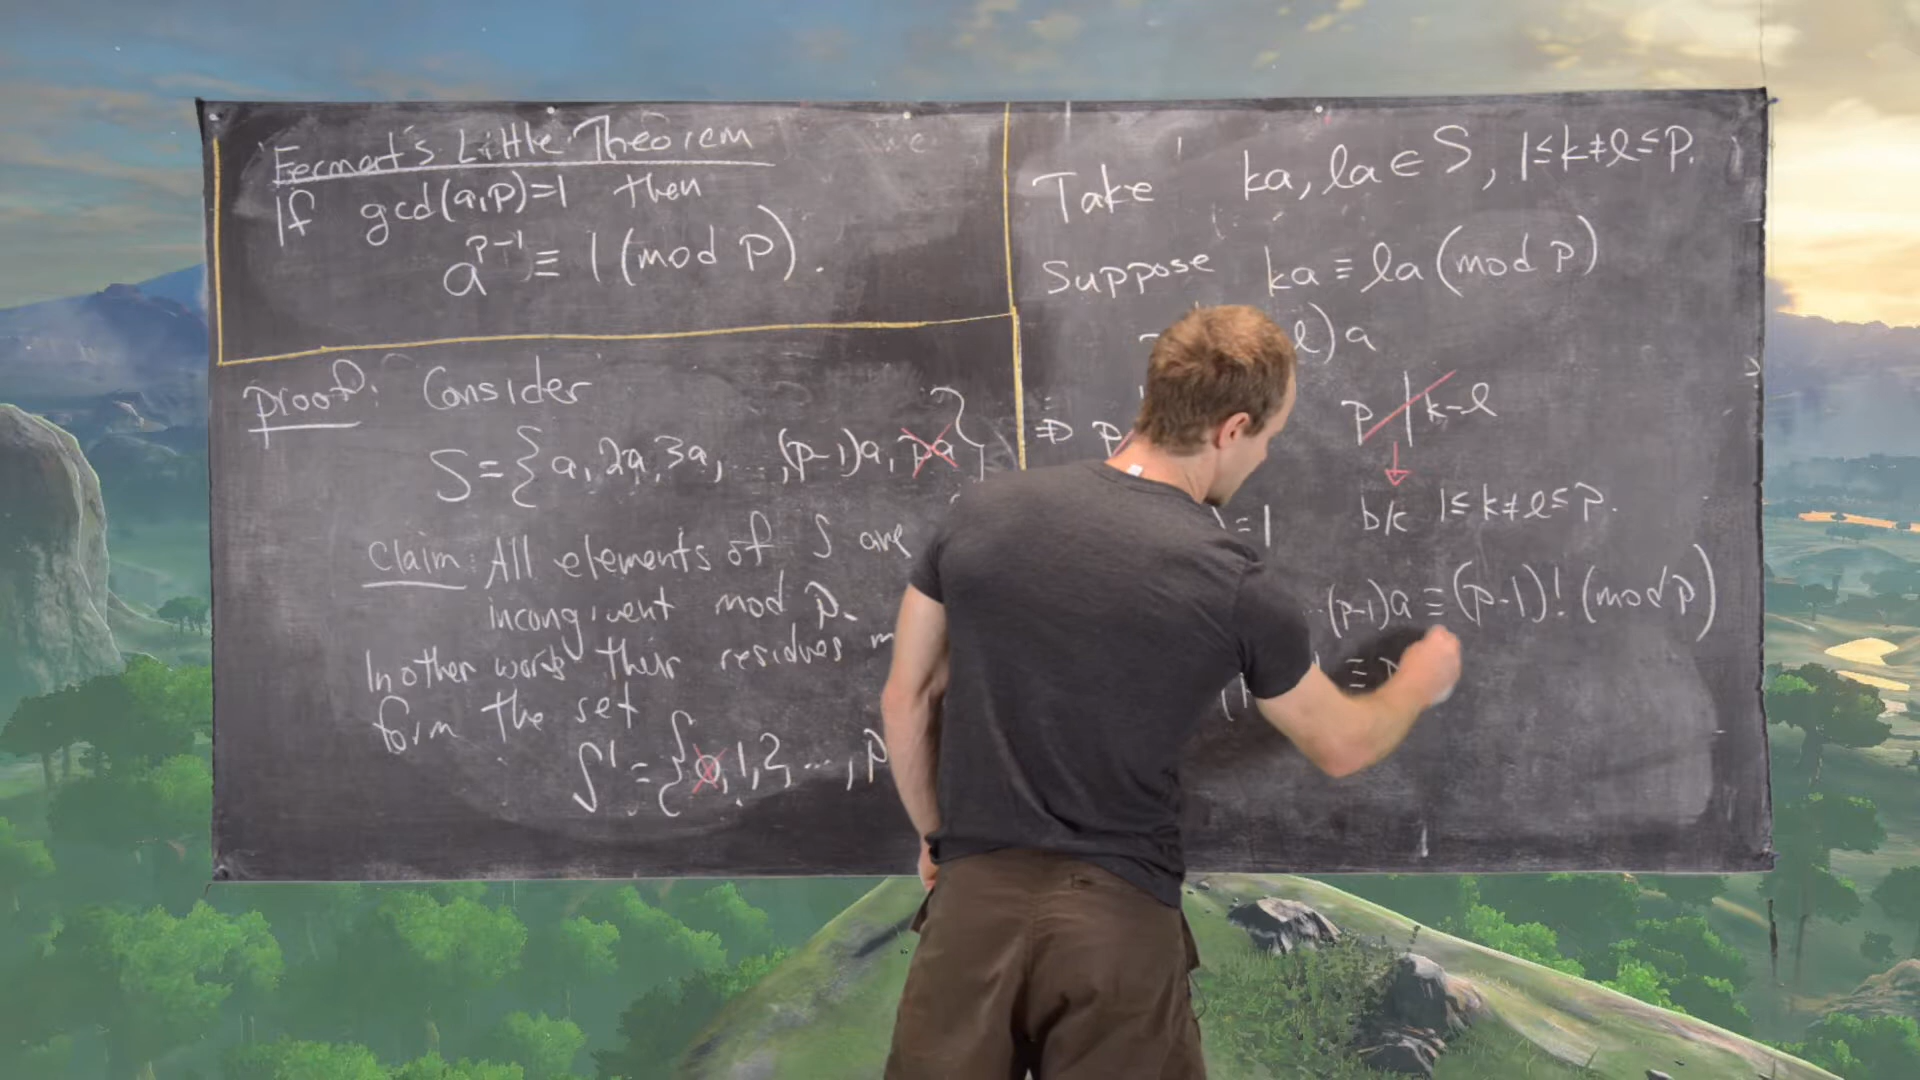 Fermat's Little Theorem
If gcd(a,p)=1 then
a^{p-1} ≡ 1 (mod p).
Proof: Consider
S = { a, 2a, 3a, ..., (p-1)a, pa }
Claim: All elements of S are
incongruent mod p.
In other words their residues
form the set
S' = { 0, 1, 2, ..., p
Take ka, la ∈ S, 1≤k≠l≤p.
Suppose ka ≡ la (mod p)
l)a
⇒ p p | k-l
=1 b/c 1≤k≠l≤p.
(p-1)a ≡ (p-1)! (mod p)
≡